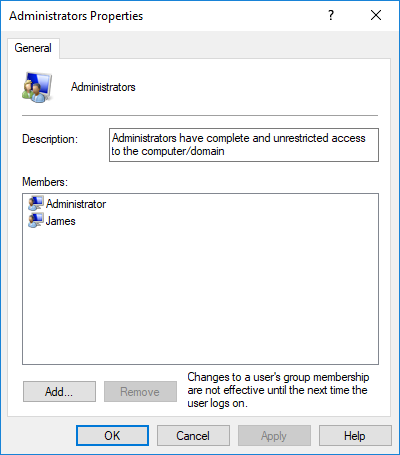 Administrators Properties
?
General
Administrators
Description:
Administrators have complete and unrestricted access
to the computer/domain
Members:
Administrator
James
Add...
Remove
Changes to a user's group membership
are not effective until the next time the
user logs on.
OK
Cancel
Apply
Help